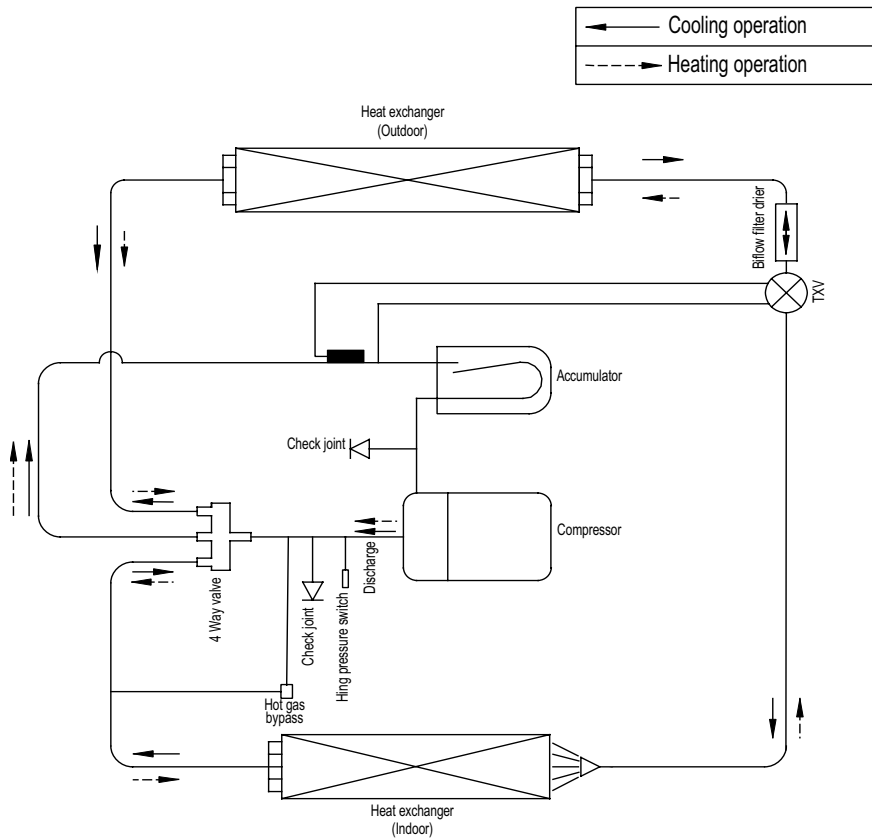 Cooling operation
Heating operation
Heat exchanger
(Outdoor)
Biflow filter drier
TXV
Accumulator
Check joint
Compressor
Discharge
4 Way valve
Check joint
Hing pressure switch
Hot gas
bypass
Heat exchanger
(Indoor)